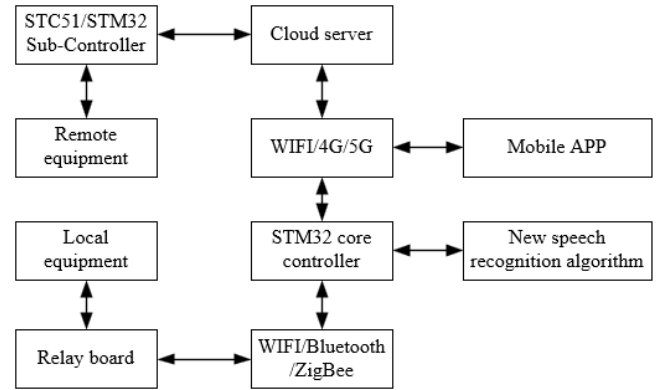 STC51/STM32
Sub-Controller
Cloud server
Remote
equipment
WIFI/4G/5G
Mobile APP
Local
equipment
STM32 core
controller
New speech
recognition algorithm
Relay board
WIFI/Bluetooth
/ZigBee